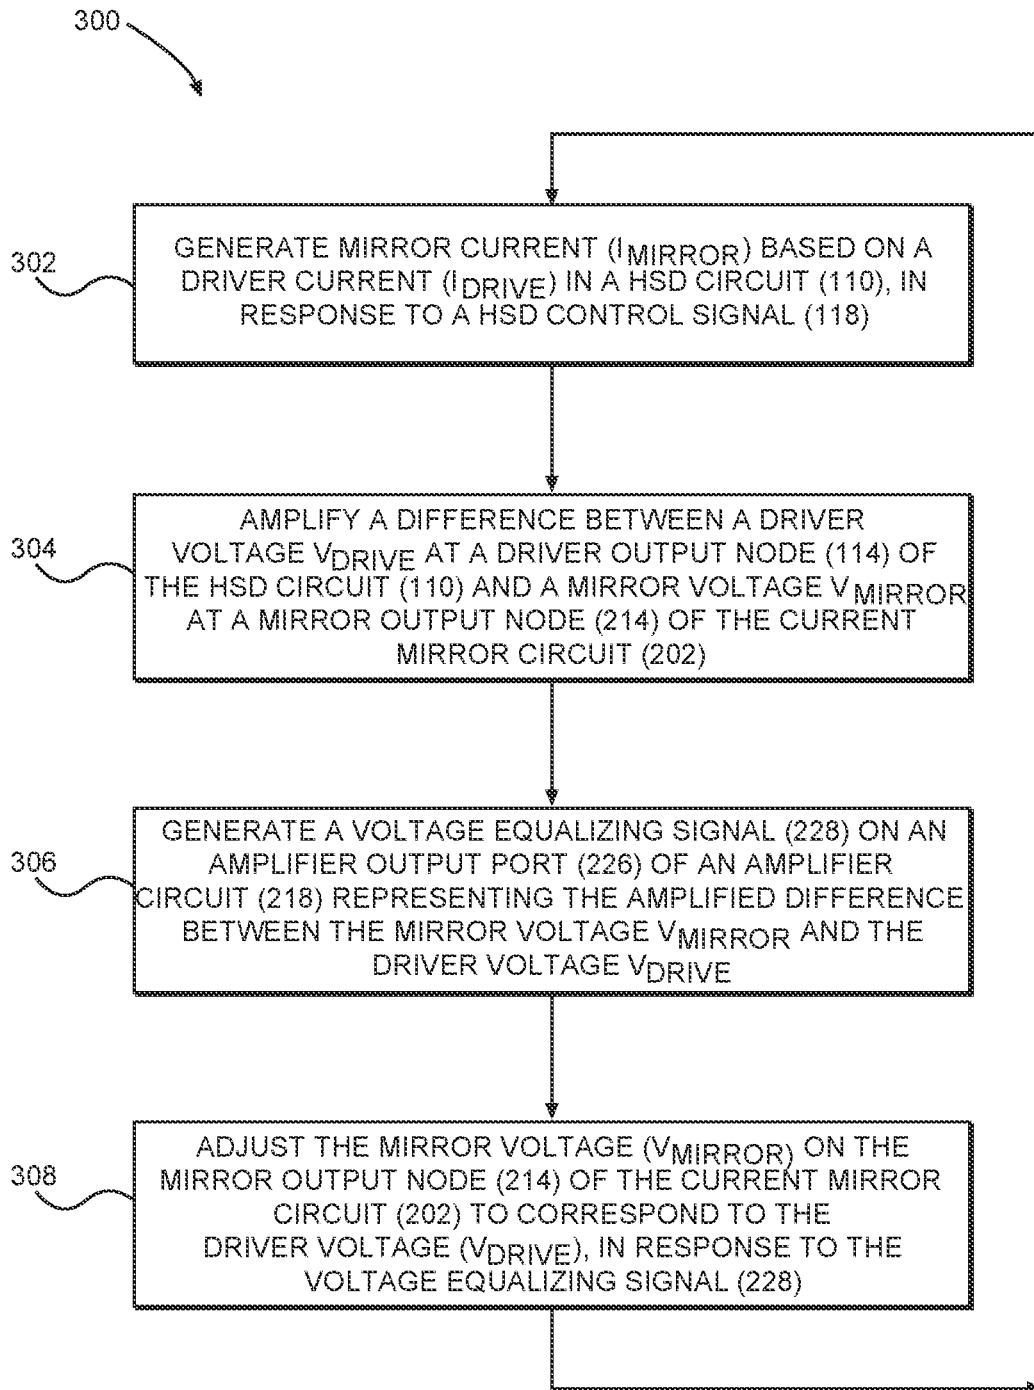 300
302
GENERATE MIRROR CURRENT (IMIRROR) BASED ON A
DRIVER CURRENT (IDRIVE) IN A HSD CIRCUIT (110), IN
RESPONSE TO A HSD CONTROL SIGNAL (118)
304
AMPLIFY A DIFFERENCE BETWEEN A DRIVER
VOLTAGE VDRIVE AT A DRIVER OUTPUT NODE (114) OF
THE HSD CIRCUIT (110) AND A MIRROR VOLTAGE VMIRROR
AT A MIRROR OUTPUT NODE (214) OF THE CURRENT
MIRROR CIRCUIT (202)
306
GENERATE A VOLTAGE EQUALIZING SIGNAL (228) ON AN
AMPLIFIER OUTPUT PORT (226) OF AN AMPLIFIER
CIRCUIT (218) REPRESENTING THE AMPLIFIED DIFFERENCE
BETWEEN THE MIRROR VOLTAGE VMIRROR AND THE
DRIVER VOLTAGE VDRIVE
308
ADJUST THE MIRROR VOLTAGE (VMIRROR) ON THE
MIRROR OUTPUT NODE (214) OF THE CURRENT MIRROR
CIRCUIT (202) TO CORRESPOND TO THE
DRIVER VOLTAGE (VDRIVE), IN RESPONSE TO THE
VOLTAGE EQUALIZING SIGNAL (228)